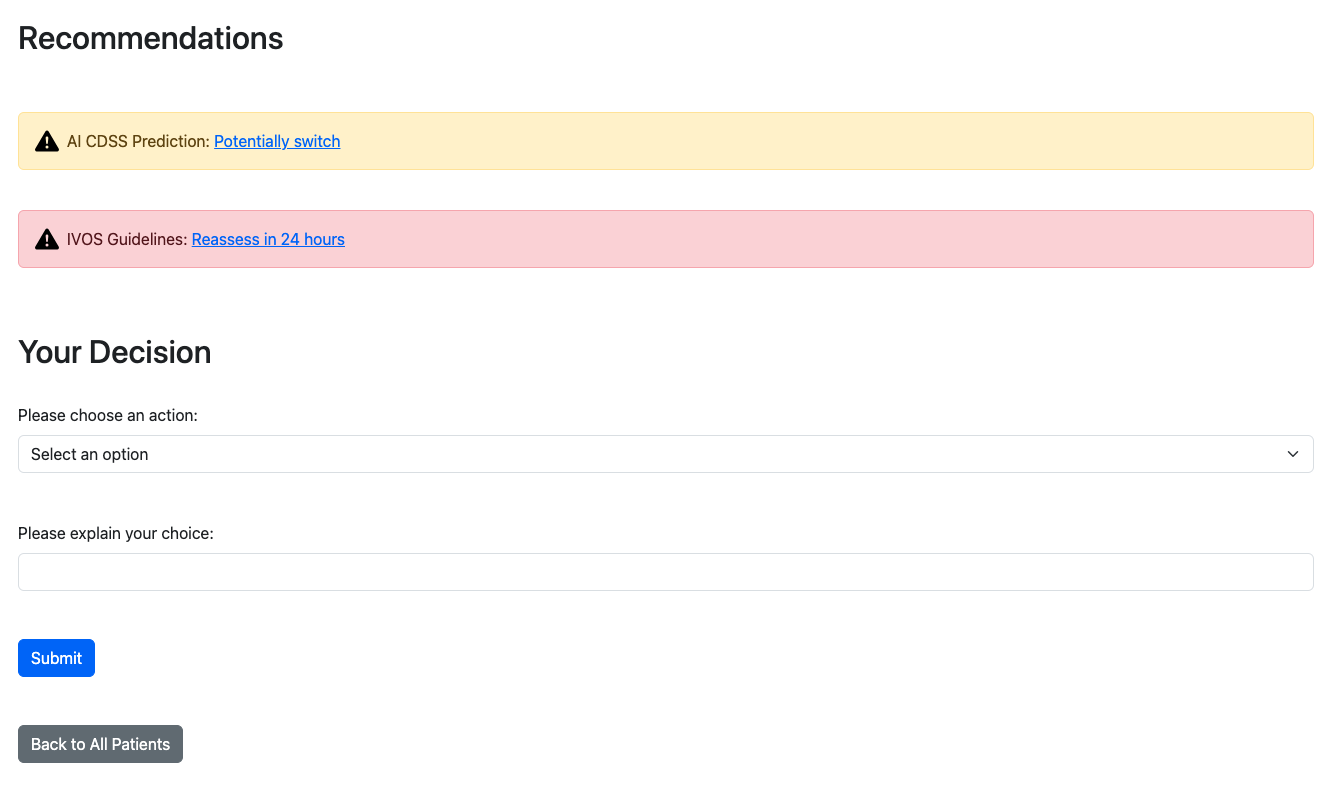 Recommendations
AI CDSS Prediction: Potentially switch
IVOS Guidelines: Reassess in 24 hours
Your Decision
Please choose an action:
Select an option
Please explain your choice:
Submit
Back to All Patients